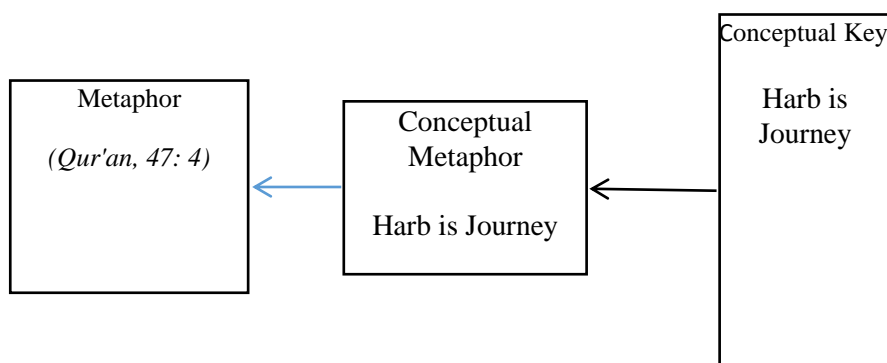 Metaphor
(Qur'an, 47: 4)
Conceptual
Metaphor
Harb is Journey
Conceptual Key
Harb is
Journey